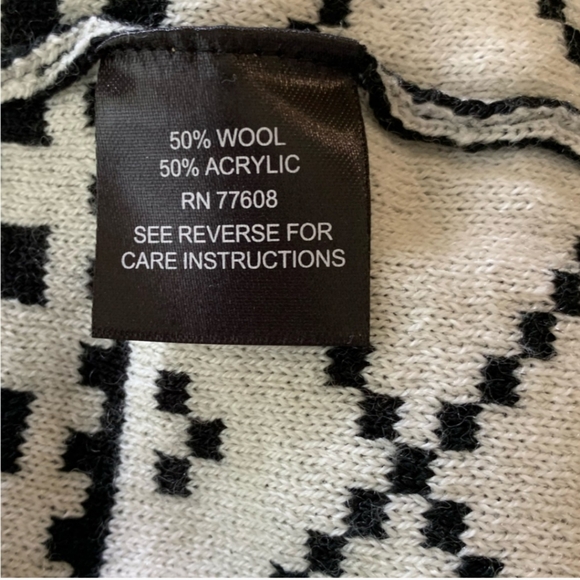 50% WOOL
50% ACRYLIC
RN 77608
SEE REVERSE FOR
CARE INSTRUCTIONS